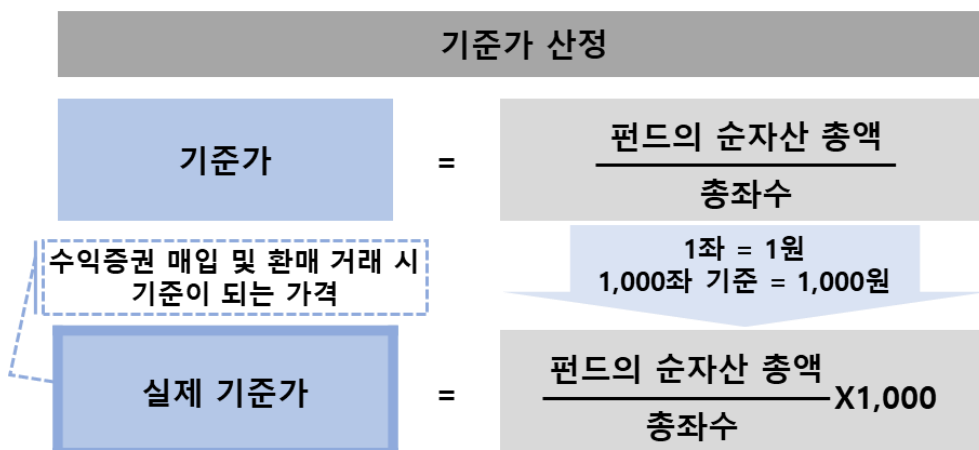 기준가 산정
기준가
=
펀드의 순자산 총액
총좌수
수익증권 매입 및 환매 거래 시
기준이 되는 가격
1좌 = 1원
1,000좌 기준 = 1,000원
실제 기준가
=
펀드의 순자산 총액
총좌수
X1,000